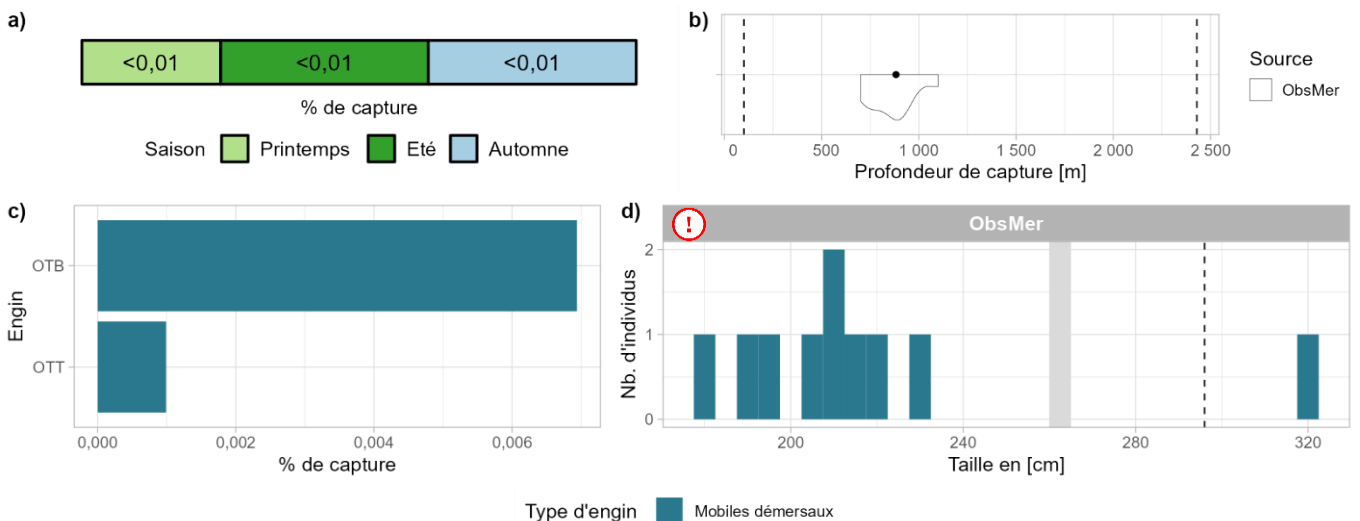 a)
<0,01 <0,01 <0,01
% de capture
Saison Printemps Eté Automne
b)
0 500 1 000 1 500 2 000 2 500
Profondeur de capture [m]
Source
ObsMer
c)
Engin
OTB
OTT
0,000 0,002 0,004 0,006
% de capture
d)
!
ObsMer
Nb. d'individus
2
1
0
200 240 280 320
Taille en [cm]
Type d'engin Mobiles démersaux